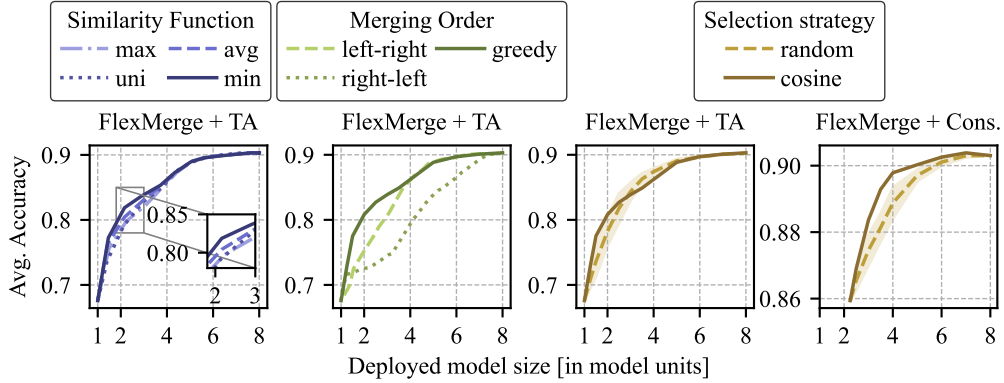 Similarity Function
max
avg
uni
min
Merging Order
left-right
greedy
right-left
Selection strategy
random
cosine
FlexMerge + TA
FlexMerge + TA
FlexMerge + TA
FlexMerge + Cons.
Avg. Accuracy
0.9
0.8
0.7
0.85
0.80
2
3
1
2
4
6
8
0.9
0.8
0.7
1
2
4
6
8
0.9
0.8
0.7
1
2
4
6
8
0.90
0.88
0.86
1
2
4
6
8
Deployed model size [in model units]